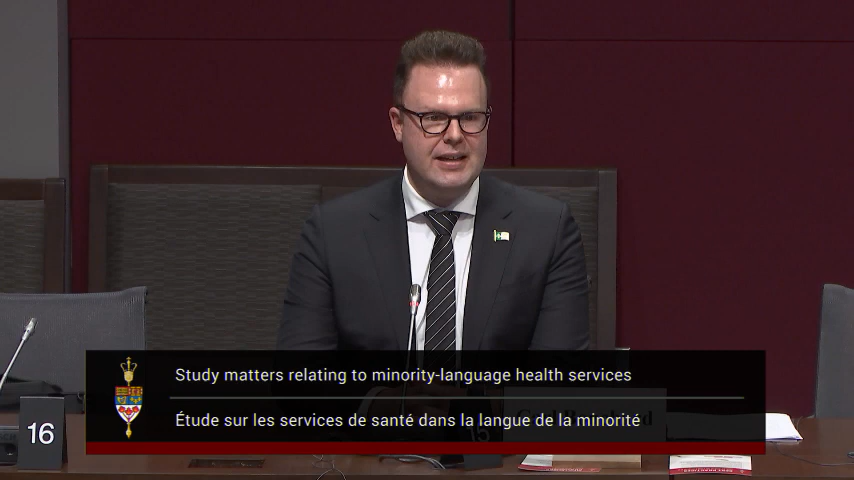 Study matters relating to minority-language health services
Étude sur les services de santé dans la langue de la minorité
16
15